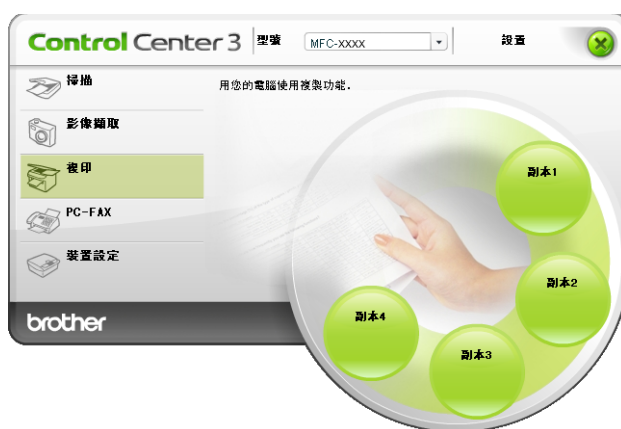 Control Center 3
型號
MFC-XXXX
設置
掃描
用您的電腦使用複製功能.
影像擷取
複印
副本1
PC-FAX
裝置設定
副本2
brother
副本4
副本3